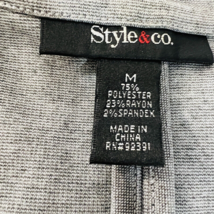 Style&co.
M
75%
POLYESTER
23% RAYON
2% SPANDEX
MADE IN
CHINA
RN#92391